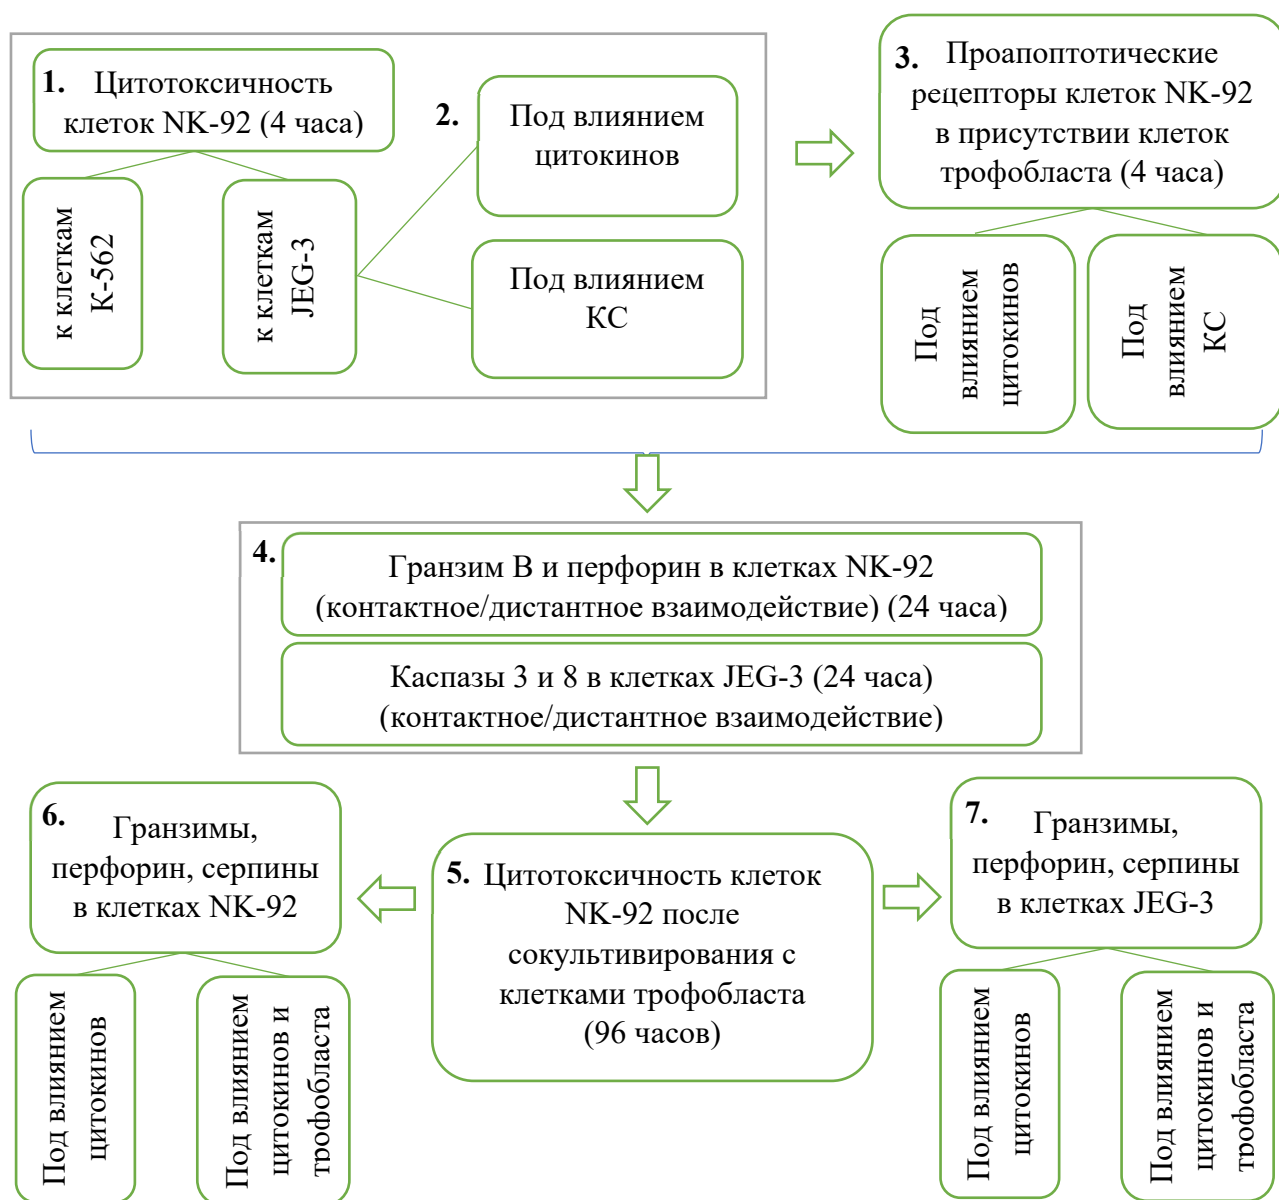 1. Цитотоксичность
клеток NK-92 (4 часа)
к клеткам
К-562
к клеткам
JEG-3
2. Под влиянием
цитокинов
Под влиянием
КС
3. Проапоптотические
рецепторы клеток NK-92
в присутствии клеток
трофобласта (4 часа)
Под
влиянием
цитокинов
Под
влиянием
КС
4. Гранзим В и перфорин в клетках NK-92
(контактное/дистантное взаимодействие) (24 часа)
Каспазы 3 и 8 в клетках JEG-3 (24 часа)
(контактное/дистантное взаимодействие)
5. Цитотоксичность клеток
NK-92 после
сокультивирования с
клетками трофобласта
(96 часов)
6. Гранзимы,
перфорин, серпины
в клетках NK-92
Под влиянием
цитокинов
Под влиянием
цитокинов и
трофобласта
7. Гранзимы,
перфорин, серпины
в клетках JEG-3
Под влиянием
цитокинов
Под влиянием
цитокинов и
трофобласта